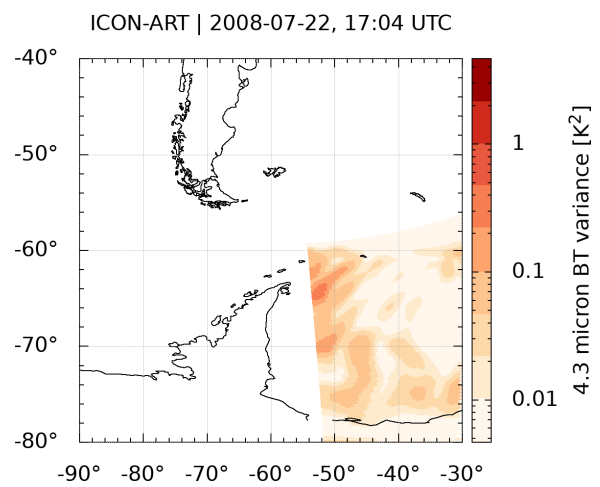 ICON-ART | 2008-07-22, 17:04 UTC
-40°
-50°
-60°
-70°
-80°
-90° -80° -70° -60° -50° -40° -30°
1
0.1
0.01
4.3 micron BT variance [K²]